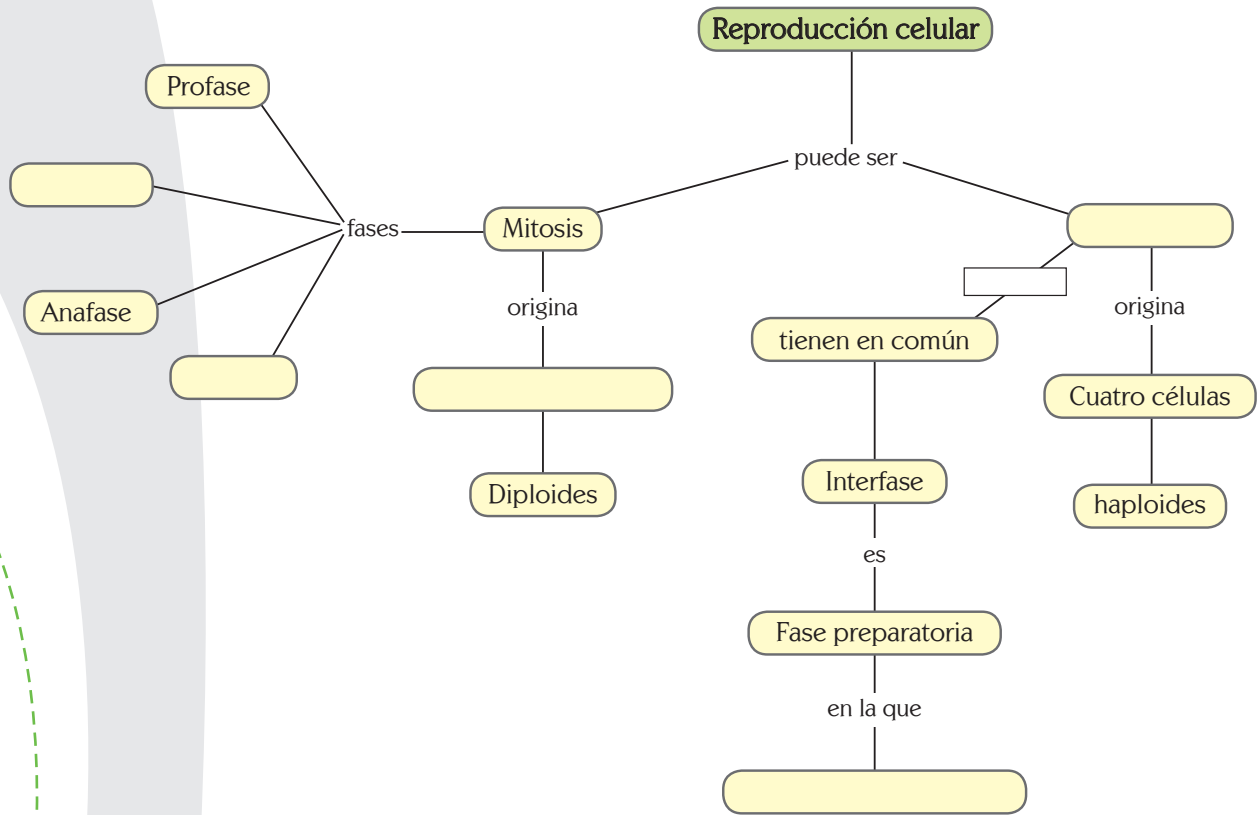 Reproducción celular
Profase
puede ser
fases
Mitosis
Anafase
origina
origina
tienen en común
Cuatro células
Interfase
Diploides
haploides
es
Fase preparatoria
en la que